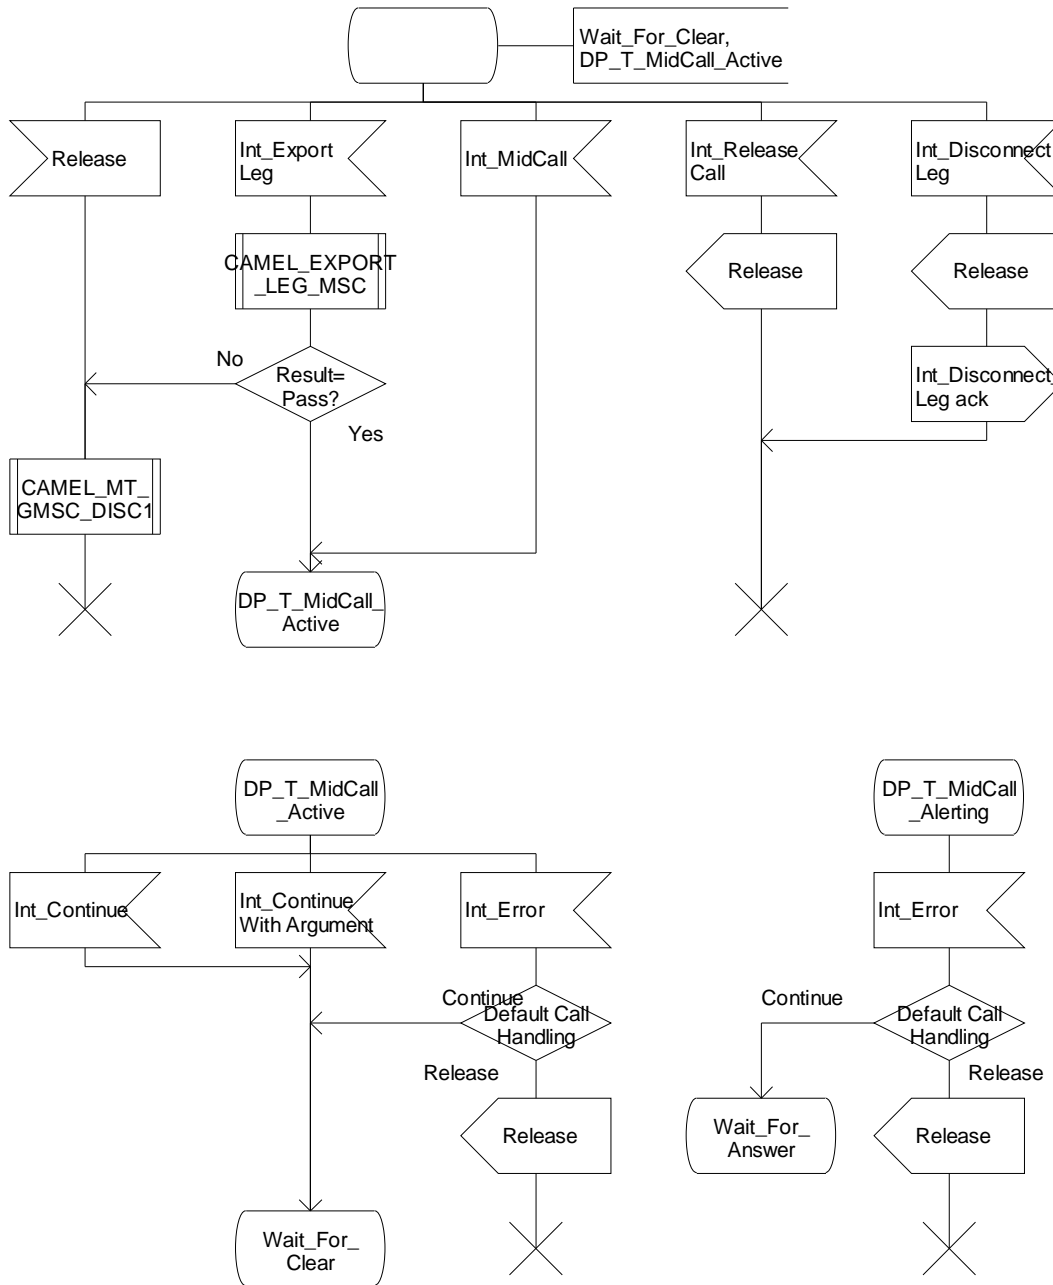 Wait_For_Clear,
DP_T_MidCall_Active
Release
Int_Export
Leg
Int_MidCall
Int_Release
Call
Int_Disconnect
Leg
CAMEL_EXPORT
_LEG_MSC
Release
Release
No
Result=
Pass?
Yes
Int_Disconnect_
Leg ack
CAMEL_MT_
GMSC_DISC1
DP_T_MidCall_
Active
DP_T_MidCall
_Active
DP_T_MidCall
_Alerting
Int_Continue
Int_Continue
With Argument
Int_Error
Int_Error
Continue
Default Call
Handling
Release
Continue
Default Call
Handling
Release
Release
Wait_For_
Answer
Release
Wait_For_
Clear